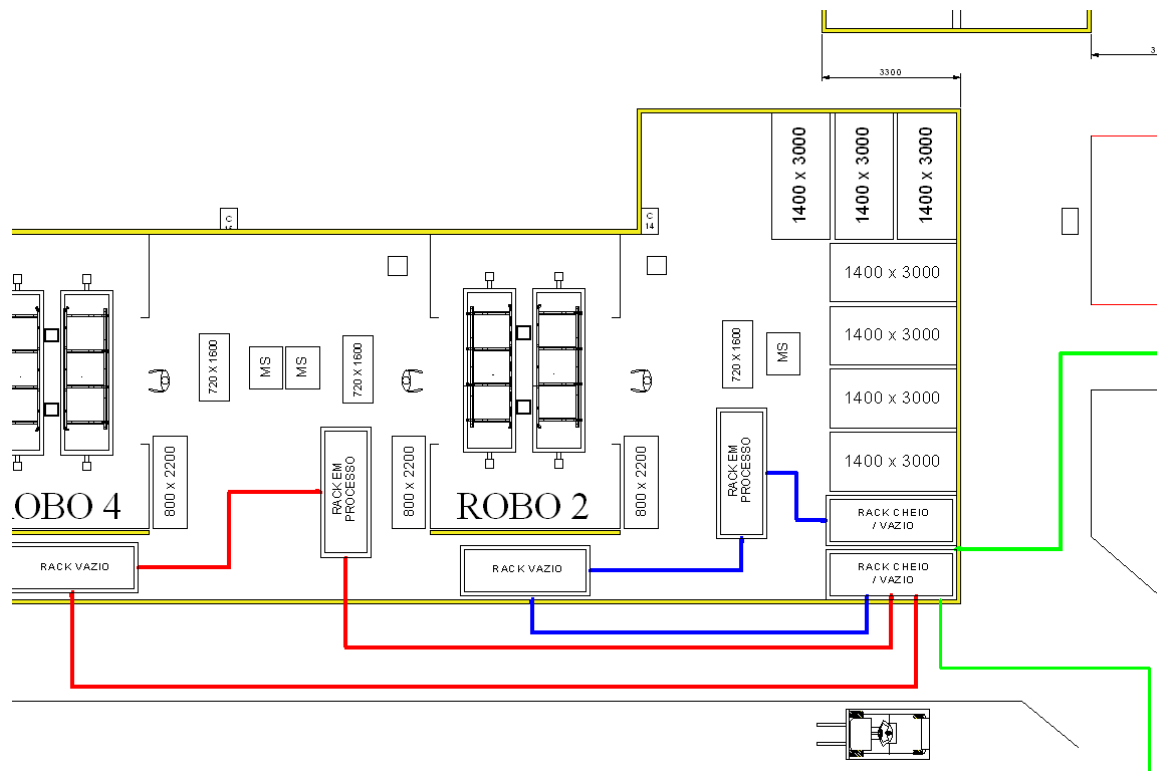 3
3300
1400 x 3000
1400 x 3000
1400 x 3000
C
C
14
1400 x 3000
1400 x 3000
1400 x 3000
1400 x 3000
720 X 1600
MS
MS
720 X 1600
720 X 1600
MS
800 x 2200
RACK EM
PROCESSO
800 x 2200
800 x 2200
RACK EM
PROCESSO
OBO 4
ROBO 2
RACK CHEIO
/ VAZIO
RACK VAZIO
RACK VAZIO
RACK CHEIO
/ VAZIO